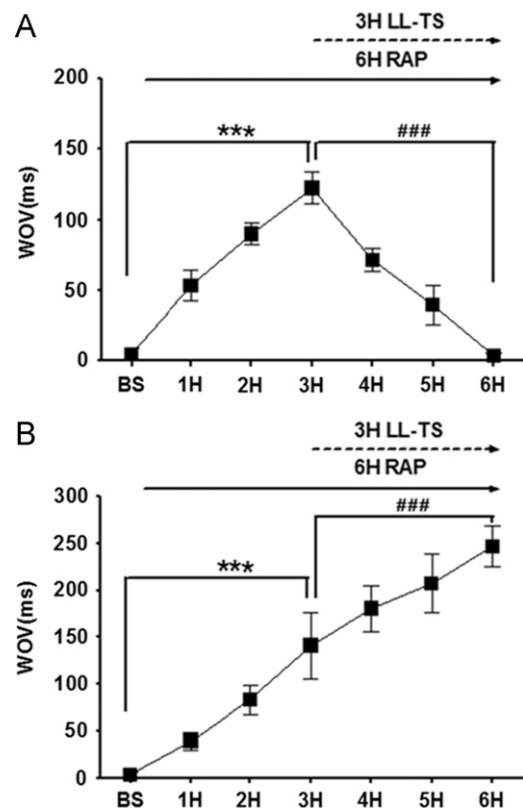 A
3H LL-TS
6H RAP
200
***
###
150
WOV(ms)
100
50
0
BS 1H 2H 3H 4H 5H 6H
B
3H LL-TS
6H RAP
300
###
250
***
200
WOV(ms)
150
100
50
0
BS 1H 2H 3H 4H 5H 6H